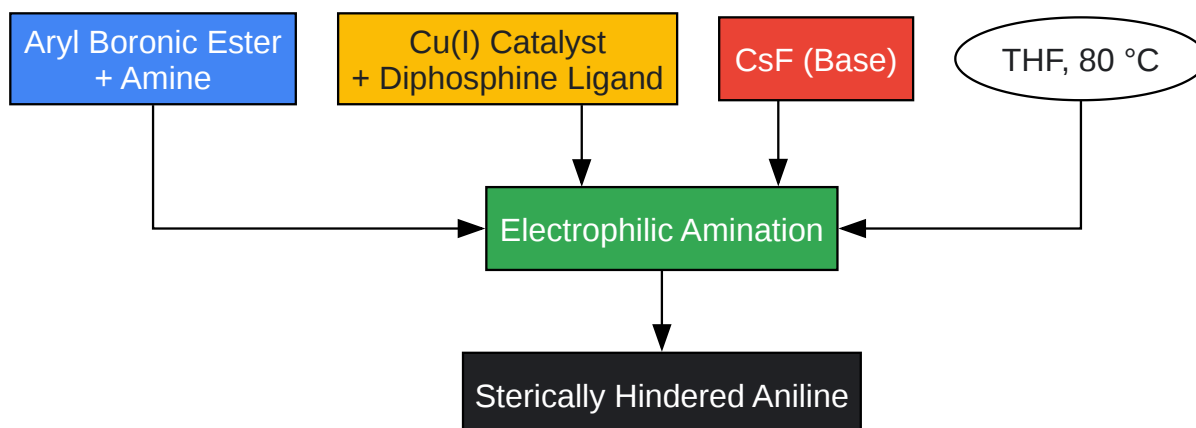 Aryl Boronic Ester
+ Amine
Cu(I) Catalyst
+ Diphosphine Ligand
CsF (Base)
THF, 80 °C
Electrophilic Amination
Sterically Hindered Aniline